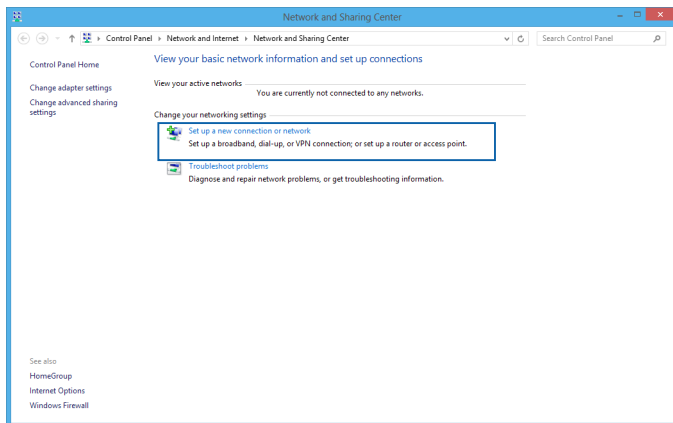 Network and Sharing Center
Control Panel ▸ Network and Internet ▸ Network and Sharing Center
Search Control Panel
Control Panel Home
Change adapter settings
Change advanced sharing
settings
View your basic network information and set up connections
View your active networks
You are currently not connected to any networks.
Change your networking settings
Set up a new connection or network
Set up a broadband, dial-up, or VPN connection; or set up a router or access point.
Troubleshoot problems
Diagnose and repair network problems, or get troubleshooting information.
See also
HomeGroup
Internet Options
Windows Firewall